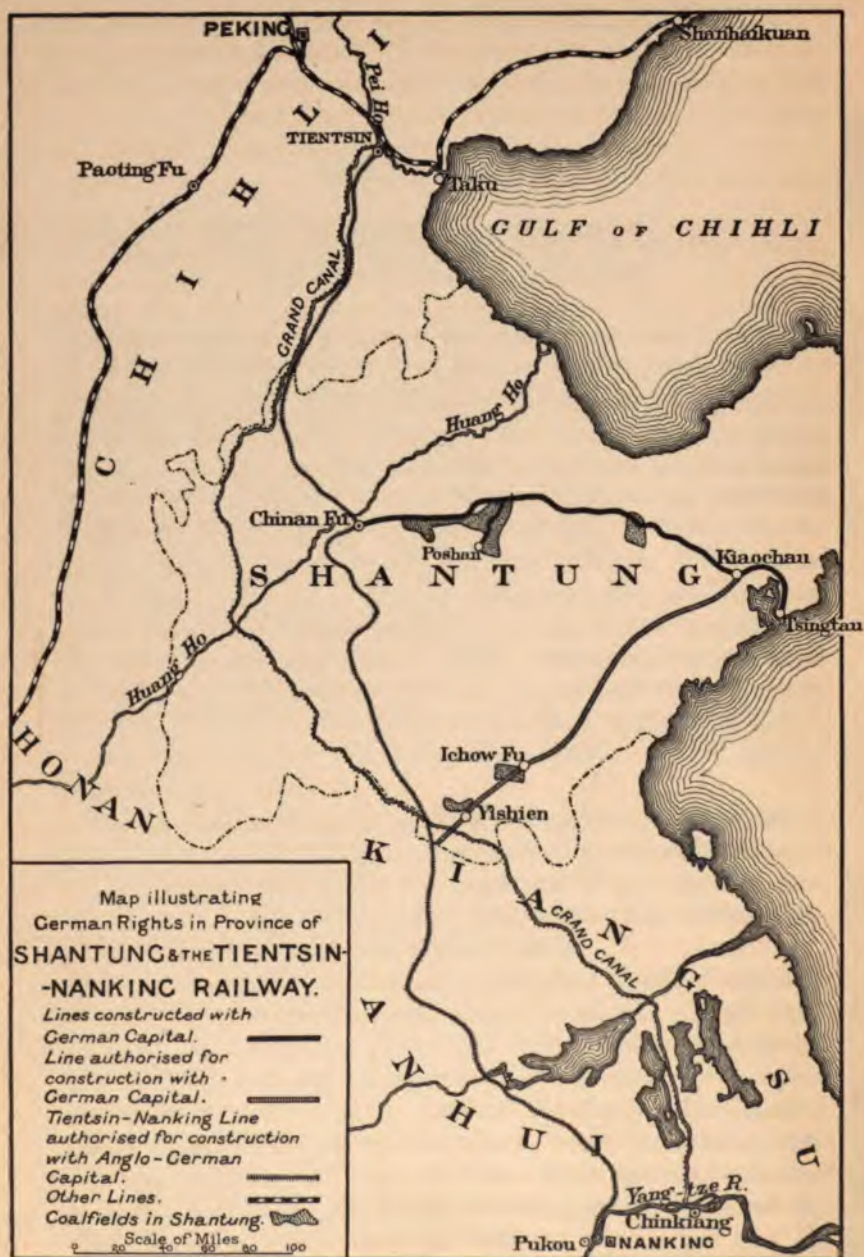 PEKING
Shanhaikuan
Pei Ho
TIENTSIN
Taku
Paoting Fu
GULF OF CHIHLI
CHIHLI
GRAND CANAL
Huang Ho
Chinan Fu
Poshan
Kiaochau
SHANTUNG
Tsingtau
Huang Ho
HONAN
Ichow Fu
Yishien
KIANGSU
GRAND CANAL
ANHUI
Yang-tze R.
Chinkiang
Pukou
NANKING
Map illustrating
German Rights in Province of
SHANTUNG & THE TIENTSIN-
-NANKING RAILWAY.
Lines constructed with
German Capital.
Line authorised for
construction with
German Capital.
Tientsin-Nanking Line
authorised for construction
with Anglo-German
Capital.
Other Lines.
Coalfields in Shantung.
Scale of Miles
0 20 40 60 80 100